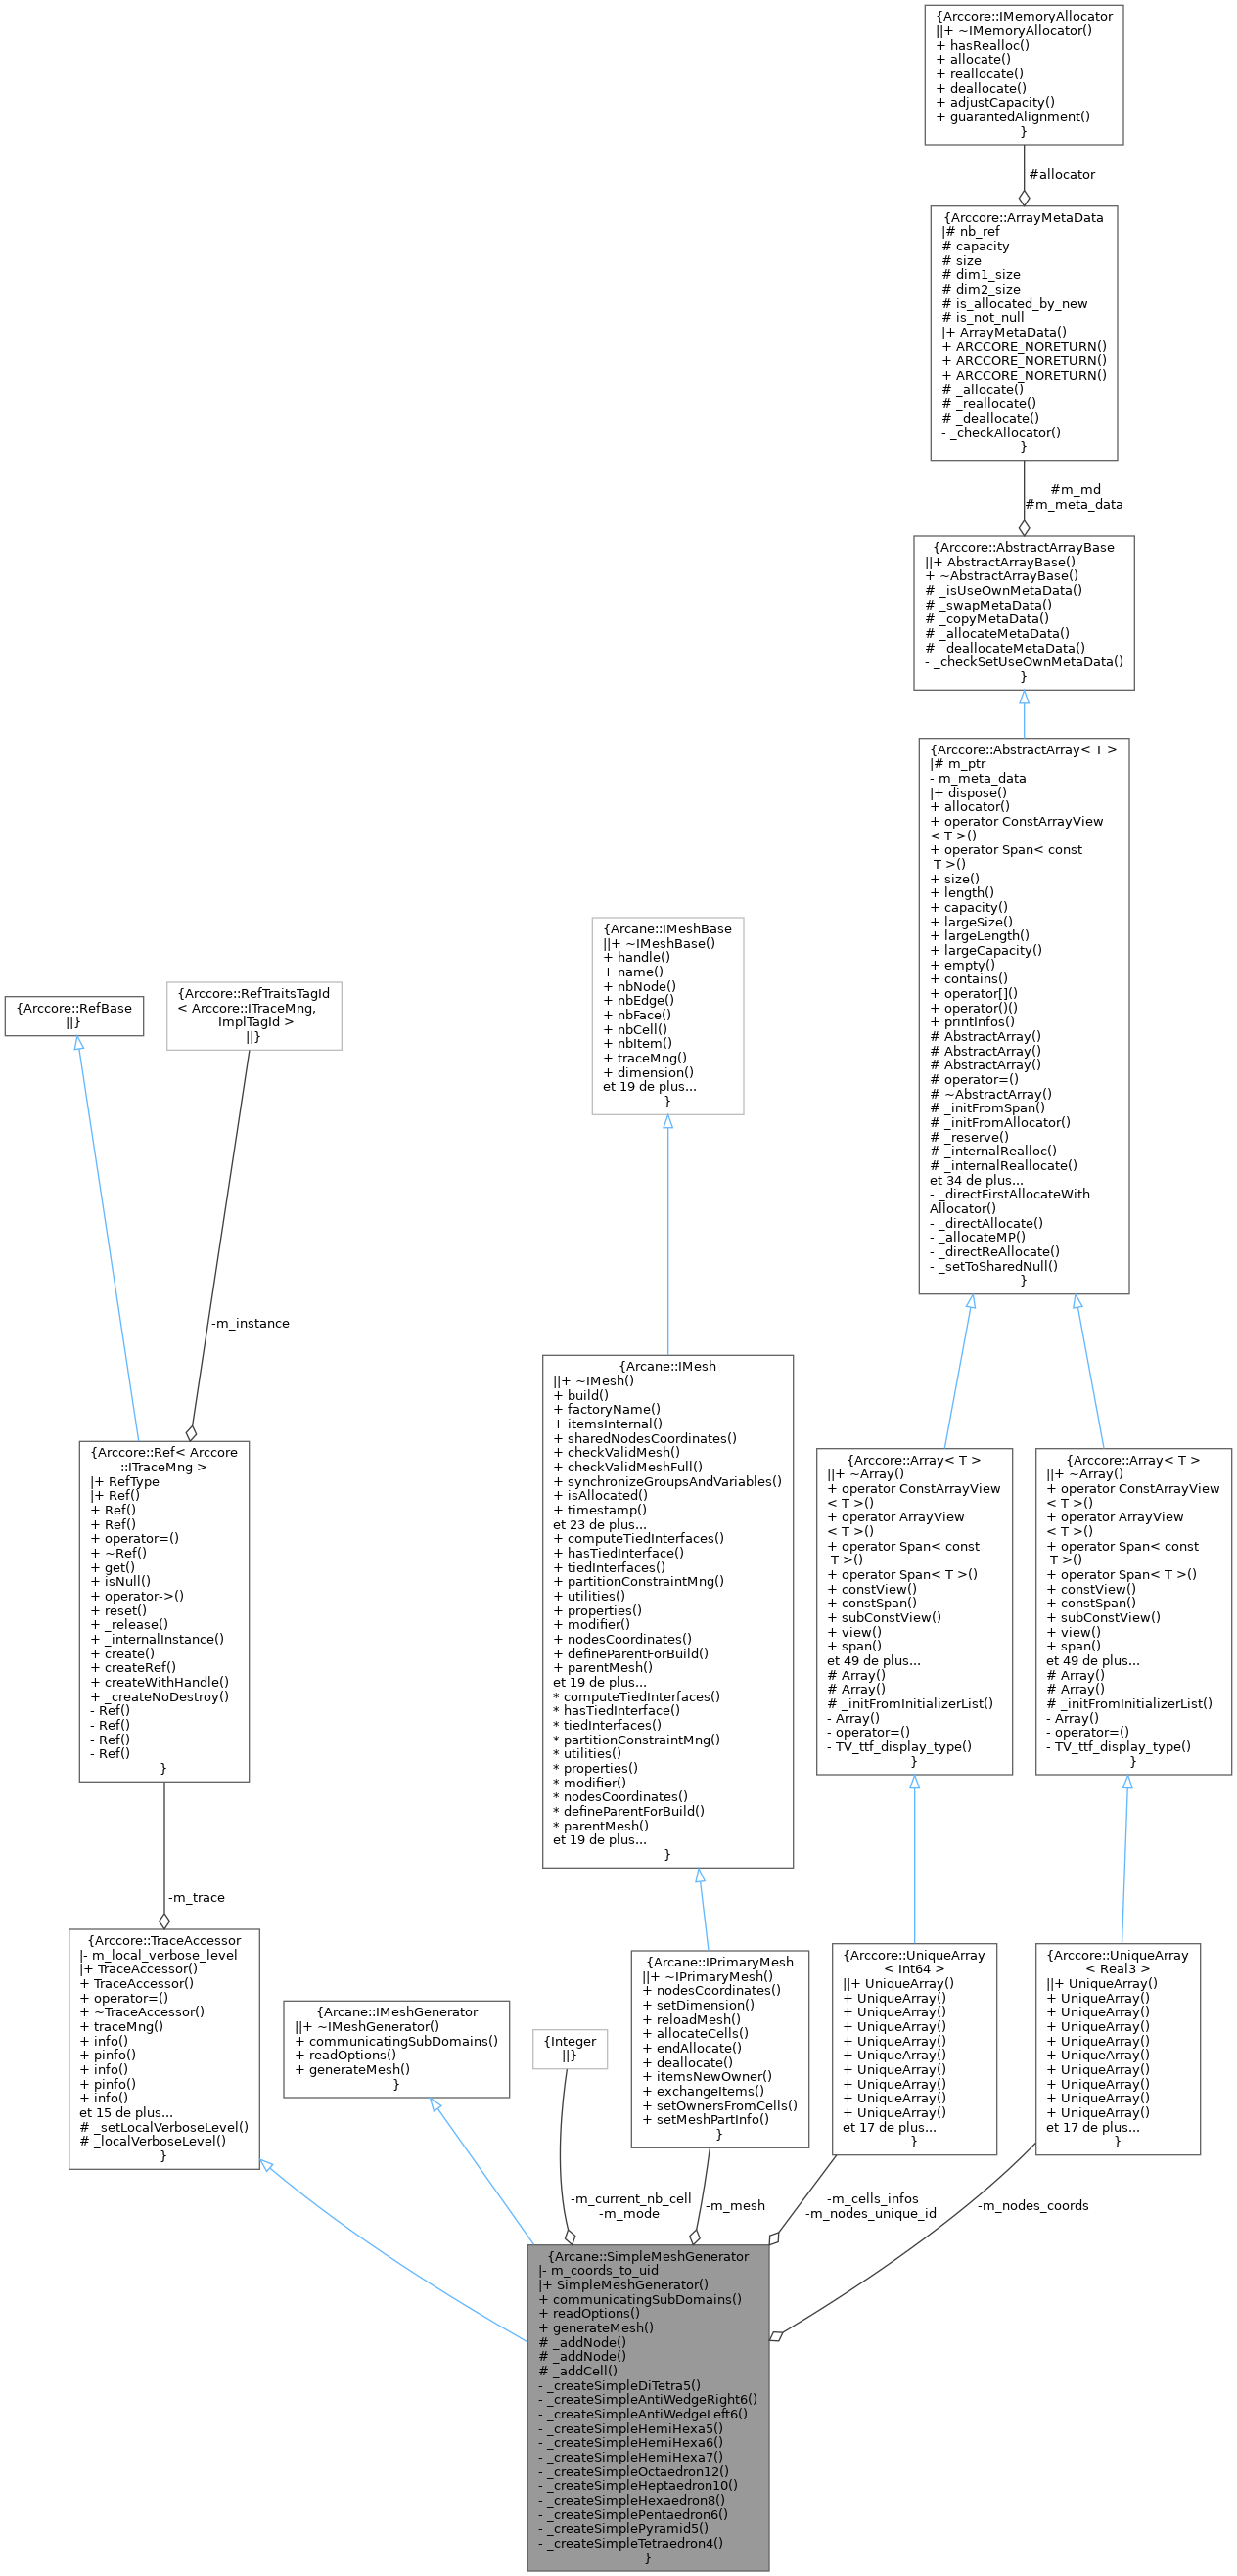 {Arccore::IMemoryAllocator
||+ ~IMemoryAllocator()
+ hasRealloc()
+ allocate()
+ reallocate()
+ deallocate()
+ adjustCapacity()
+ guarantedAlignment()
}
#allocator
{Arccore::ArrayMetaData
|# nb_ref
# capacity
# size
# dim1_size
# dim2_size
# is_allocated_by_new
# is_not_null
|+ ArrayMetaData()
+ ARCCORE_NORETURN()
+ ARCCORE_NORETURN()
+ ARCCORE_NORETURN()
# _allocate()
# _reallocate()
# _deallocate()
- _checkAllocator()
}
#m_md
#m_meta_data
{Arccore::AbstractArrayBase
||+ AbstractArrayBase()
+ ~AbstractArrayBase()
# _isUseOwnMetaData()
# _swapMetaData()
# _copyMetaData()
# _allocateMetaData()
# _deallocateMetaData()
- _checkSetUseOwnMetaData()
}
{Arccore::AbstractArray< T >
|# m_ptr
- m_meta_data
|+ dispose()
+ allocator()
+ operator ConstArrayView
< T >()
+ operator Span< const
T >()
+ size()
+ length()
+ capacity()
+ largeSize()
+ largeLength()
+ largeCapacity()
+ empty()
+ contains()
+ operator[]()
+ operator()()
+ printInfos()
# AbstractArray()
# AbstractArray()
# AbstractArray()
# operator=()
# ~AbstractArray()
# _initFromSpan()
# _initFromAllocator()
# _reserve()
# _internalRealloc()
# _internalReallocate()
et 34 de plus...
- _directFirstAllocateWith
Allocator()
- _directAllocate()
- _allocateMP()
- _directReAllocate()
- _setToSharedNull()
}
{Arccore::RefBase
||}
{Arccore::RefTraitsTagId
< Arccore::ITraceMng,
ImplTagId >
||}
{Arcane::IMeshBase
||+ ~IMeshBase()
+ handle()
+ name()
+ nbNode()
+ nbEdge()
+ nbFace()
+ nbCell()
+ nbItem()
+ traceMng()
+ dimension()
et 19 de plus...
}
-m_instance
{Arccore::Ref< Arccore
::ITraceMng >
|+ RefType
|+ Ref()
+ Ref()
+ Ref()
+ operator=()
+ ~Ref()
+ get()
+ isNull()
+ operator->()
+ reset()
+ _release()
+ _internalInstance()
+ create()
+ createRef()
+ createWithHandle()
+ _createNoDestroy()
- Ref()
- Ref()
- Ref()
- Ref()
}
{Arcane::IMesh
||+ ~IMesh()
+ build()
+ factoryName()
+ itemsInternal()
+ sharedNodesCoordinates()
+ checkValidMesh()
+ checkValidMeshFull()
+ synchronizeGroupsAndVariables()
+ isAllocated()
+ timestamp()
et 23 de plus...
+ computeTiedInterfaces()
+ hasTiedInterface()
+ tiedInterfaces()
+ partitionConstraintMng()
+ utilities()
+ properties()
+ modifier()
+ nodesCoordinates()
+ defineParentForBuild()
+ parentMesh()
et 19 de plus...
* computeTiedInterfaces()
* hasTiedInterface()
* tiedInterfaces()
* partitionConstraintMng()
* utilities()
* properties()
* modifier()
* nodesCoordinates()
* defineParentForBuild()
* parentMesh()
et 19 de plus...
}
{Arccore::Array< T >
||+ ~Array()
+ operator ConstArrayView
< T >()
+ operator ArrayView
< T >()
+ operator Span< const
T >()
+ operator Span< T >()
+ constView()
+ constSpan()
+ subConstView()
+ view()
+ span()
et 49 de plus...
# Array()
# Array()
# _initFromInitializerList()
- Array()
- operator=()
- TV_ttf_display_type()
}
{Arccore::Array< T >
||+ ~Array()
+ operator ConstArrayView
< T >()
+ operator ArrayView
< T >()
+ operator Span< const
T >()
+ operator Span< T >()
+ constView()
+ constSpan()
+ subConstView()
+ view()
+ span()
et 49 de plus...
# Array()
# Array()
# _initFromInitializerList()
- Array()
- operator=()
- TV_ttf_display_type()
}
-m_trace
{Arccore::TraceAccessor
|- m_local_verbose_level
|+ TraceAccessor()
+ TraceAccessor()
+ operator=()
+ ~TraceAccessor()
+ traceMng()
+ info()
+ pinfo()
+ info()
+ pinfo()
+ info()
et 15 de plus...
# _setLocalVerboseLevel()
# _localVerboseLevel()
}
{Arcane::IMeshGenerator
||+ ~IMeshGenerator()
+ communicatingSubDomains()
+ readOptions()
+ generateMesh()
}
{Integer
||}
{Arcane::IPrimaryMesh
||+ ~IPrimaryMesh()
+ nodesCoordinates()
+ setDimension()
+ reloadMesh()
+ allocateCells()
+ endAllocate()
+ deallocate()
+ itemsNewOwner()
+ exchangeItems()
+ setOwnersFromCells()
+ setMeshPartInfo()
}
{Arccore::UniqueArray
< Int64 >
||+ UniqueArray()
+ UniqueArray()
+ UniqueArray()
+ UniqueArray()
+ UniqueArray()
+ UniqueArray()
+ UniqueArray()
+ UniqueArray()
+ UniqueArray()
+ UniqueArray()
et 17 de plus...
}
{Arccore::UniqueArray
< Real3 >
||+ UniqueArray()
+ UniqueArray()
+ UniqueArray()
+ UniqueArray()
+ UniqueArray()
+ UniqueArray()
+ UniqueArray()
+ UniqueArray()
+ UniqueArray()
+ UniqueArray()
et 17 de plus...
}
-m_current_nb_cell
-m_mode
-m_mesh
-m_cells_infos
-m_nodes_unique_id
-m_nodes_coords
{Arcane::SimpleMeshGenerator
|- m_coords_to_uid
|+ SimpleMeshGenerator()
+ communicatingSubDomains()
+ readOptions()
+ generateMesh()
# _addNode()
# _addNode()
# _addCell()
- _createSimpleDiTetra5()
- _createSimpleAntiWedgeRight6()
- _createSimpleAntiWedgeLeft6()
- _createSimpleHemiHexa5()
- _createSimpleHemiHexa6()
- _createSimpleHemiHexa7()
- _createSimpleOctaedron12()
- _createSimpleHeptaedron10()
- _createSimpleHexaedron8()
- _createSimplePentaedron6()
- _createSimplePyramid5()
- _createSimpleTetraedron4()
}